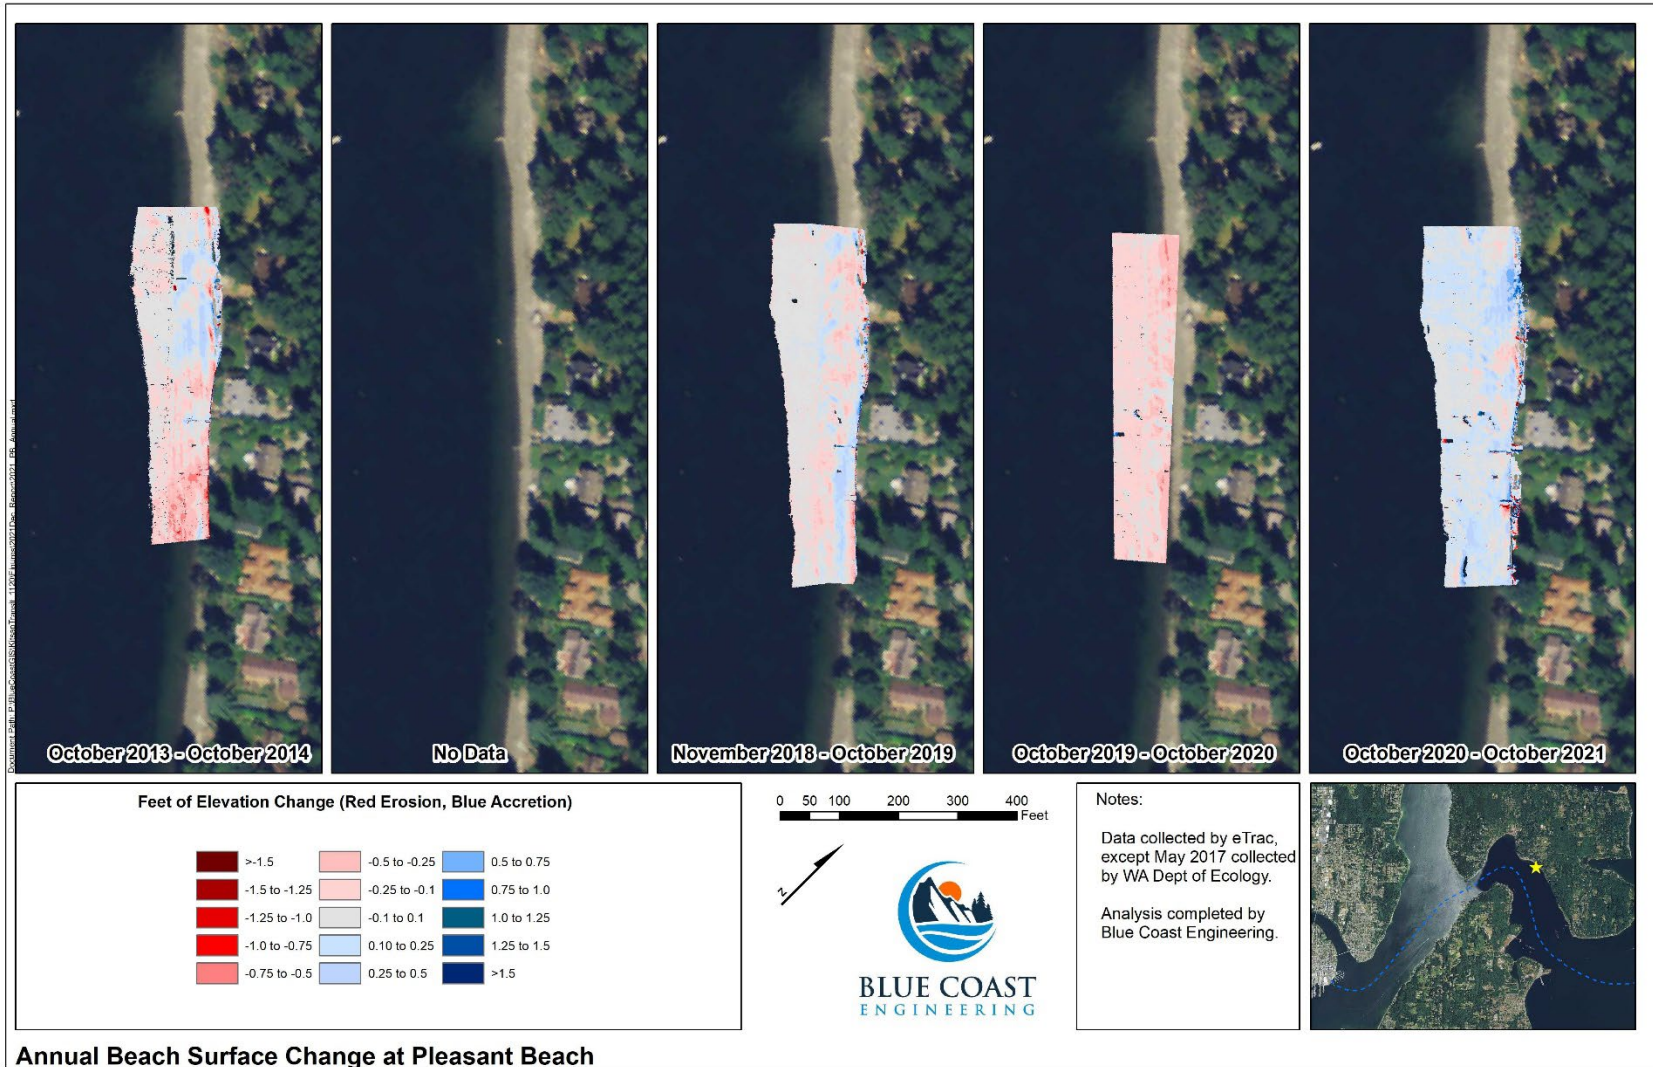 October 2013 - October 2014
No Data
November 2018 - October 2019
October 2019 - October 2020
October 2020 - October 2021
Feet of Elevation Change (Red Erosion, Blue Accretion)
>-1.5
-1.5 to -1.25
-1.25 to -1.0
-1.0 to -0.75
-0.75 to -0.5
-0.5 to -0.25
-0.25 to -0.1
-0.1 to 0.1
0.10 to 0.25
0.25 to 0.5
0.5 to 0.75
0.75 to 1.0
1.0 to 1.25
1.25 to 1.5
>1.5
0 50 100 200 300 400
Feet
N
BLUE COAST
ENGINEERING
Notes:
Data collected by eTrac,
except May 2017 collected
by WA Dept of Ecology.
Analysis completed by
Blue Coast Engineering.
Annual Beach Surface Change at Pleasant Beach